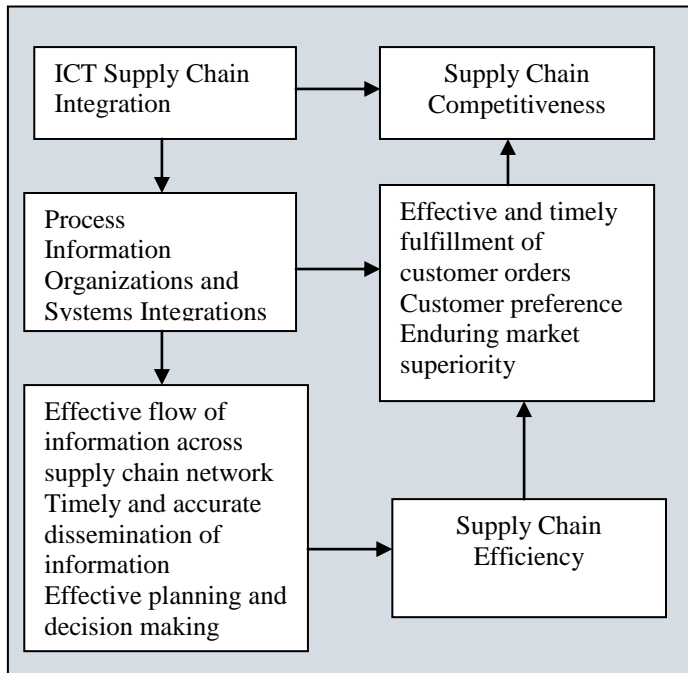 ICT Supply Chain
Integration
Supply Chain
Competitiveness
Process
Information
Organizations and
Systems Integrations
Effective and timely
fulfillment of
customer orders
Customer preference
Enduring market
superiority
Effective flow of
information across
supply chain network
Timely and accurate
dissemination of
information
Effective planning and
decision making
Supply Chain
Efficiency